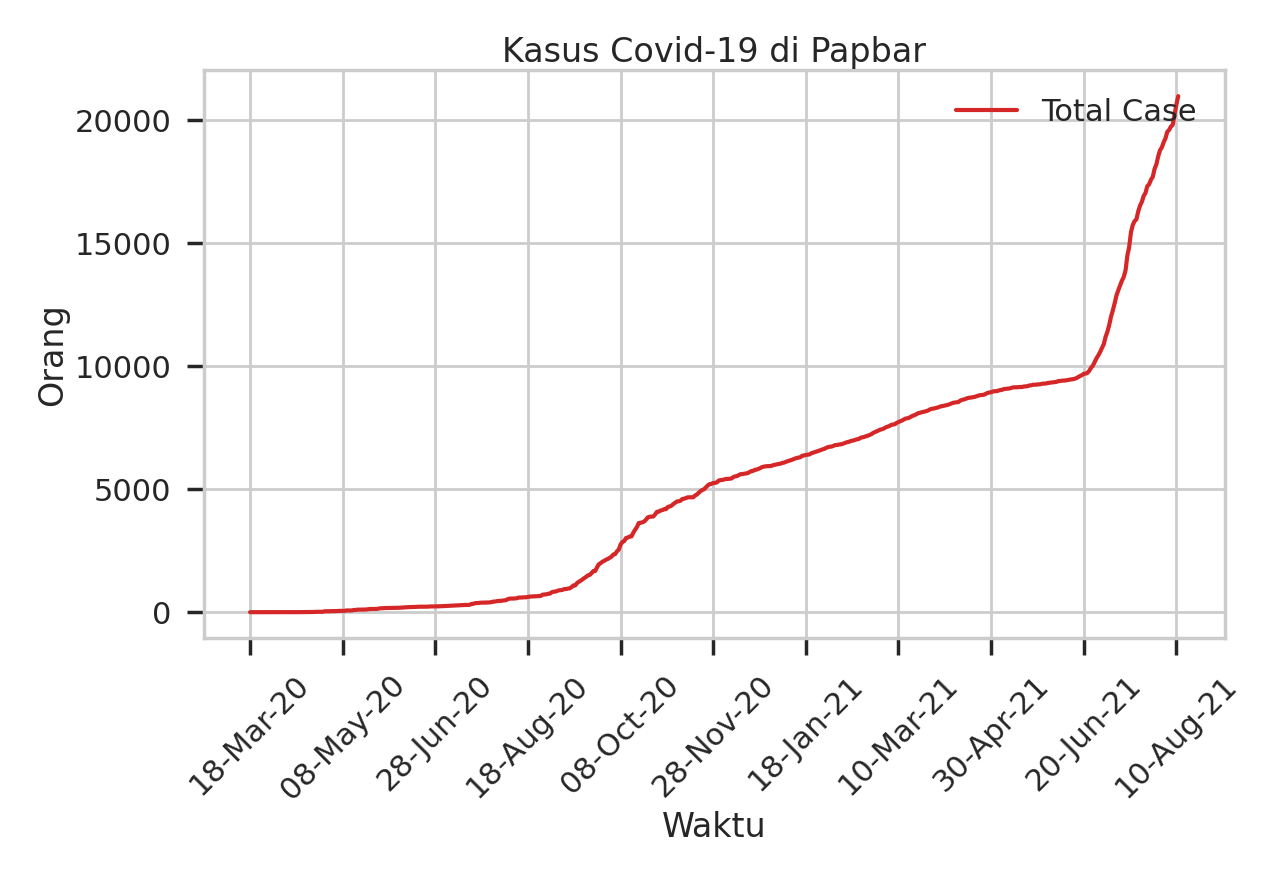 Kasus Covid-19 di Papbar
Total Case
Orang
20000
15000
10000
5000
0
18-Mar-20
08-May-20
28-Jun-20
18-Aug-20
08-Oct-20
28-Nov-20
18-Jan-21
10-Mar-21
30-Apr-21
20-Jun-21
10-Aug-21
Waktu